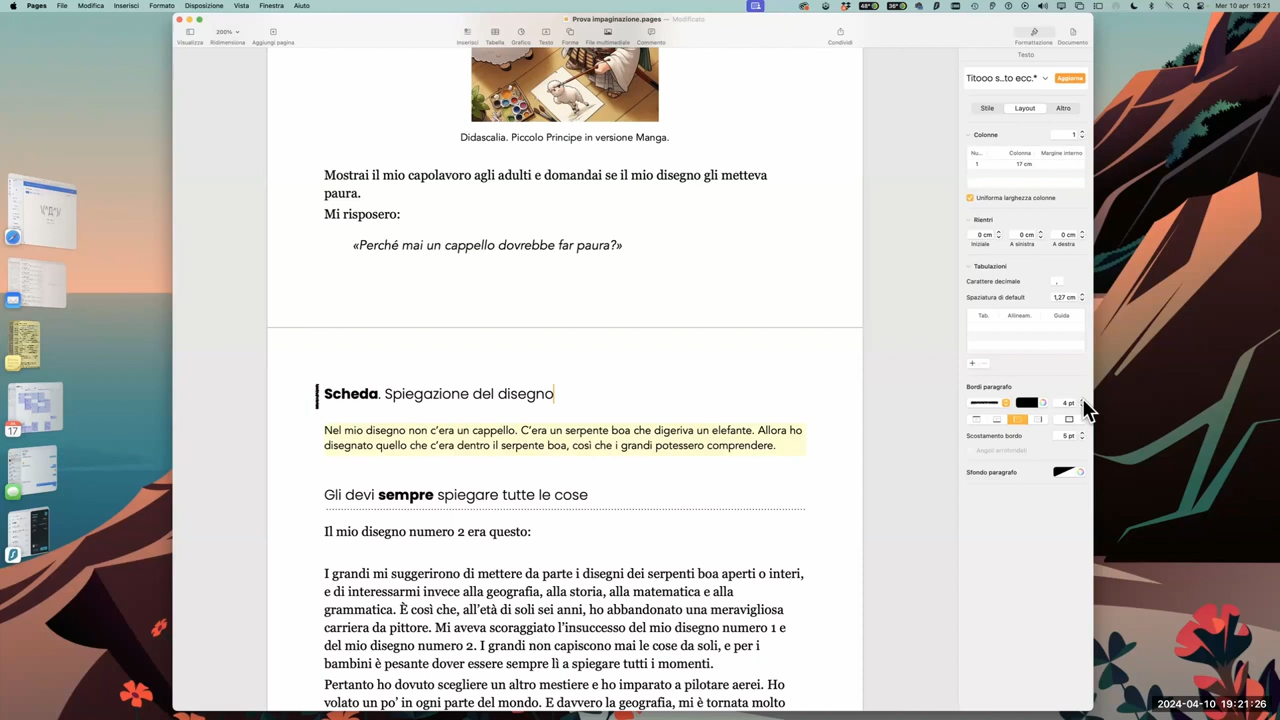 Pages File Modifica Inserisci Formato Disposizione Vista Finestra Aiuto
48° 36° Mer 10 apr 19:21
Prova impaginazione.pages — Modificato
200%
Visualizza Ridimensione Aggiungi pagina Inserisci Tabella Grafico Testo Forma File multimediale Commento Condividi Formattazione Documento
Testo
Titooo s..to ecc.* Aggiorna
Stile Layout Altro
Colonne 1
Nu... Colonna Margine interno
1 17 cm
Uniforma larghezza colonne
Rientri
0 cm 0 cm 0 cm
Iniziale A sinistra A destra
Tabulazioni
Carattere decimale ,
Spaziatura di default 1,27 cm
Tab. Allineam. Guida
+ −
Bordi paragrafo
4 pt
Scostamento bordo 5 pt
Angoli arrotondati
Sfondo paragrafo
Didascalia. Piccolo Principe in versione Manga.
Mostrai il mio capolavoro agli adulti e domandai se il mio disegno gli metteva
paura.
Mi risposero:
«Perché mai un cappello dovrebbe far paura?»
Scheda. Spiegazione del disegno
Nel mio disegno non c’era un cappello. C’era un serpente boa che digeriva un elefante. Allora ho
disegnato quello che c’era dentro il serpente boa, così che i grandi potessero comprendere.
Gli devi sempre spiegare tutte le cose
Il mio disegno numero 2 era questo:
I grandi mi suggerirono di mettere da parte i disegni dei serpenti boa aperti o interi,
e di interessarmi invece alla geografia, alla storia, alla matematica e alla
grammatica. È così che, all’età di soli sei anni, ho abbandonato una meravigliosa
carriera da pittore. Mi aveva scoraggiato l’insuccesso del mio disegno numero 1 e
del mio disegno numero 2. I grandi non capiscono mai le cose da soli, e per i
bambini è pesante dover essere sempre lì a spiegare tutti i momenti.
Pertanto ho dovuto scegliere un altro mestiere e ho imparato a pilotare aerei. Ho
volato un po’ in ogni parte del mondo. E davvero la geografia, mi è tornata molto
17
2024-04-10 19:21:26